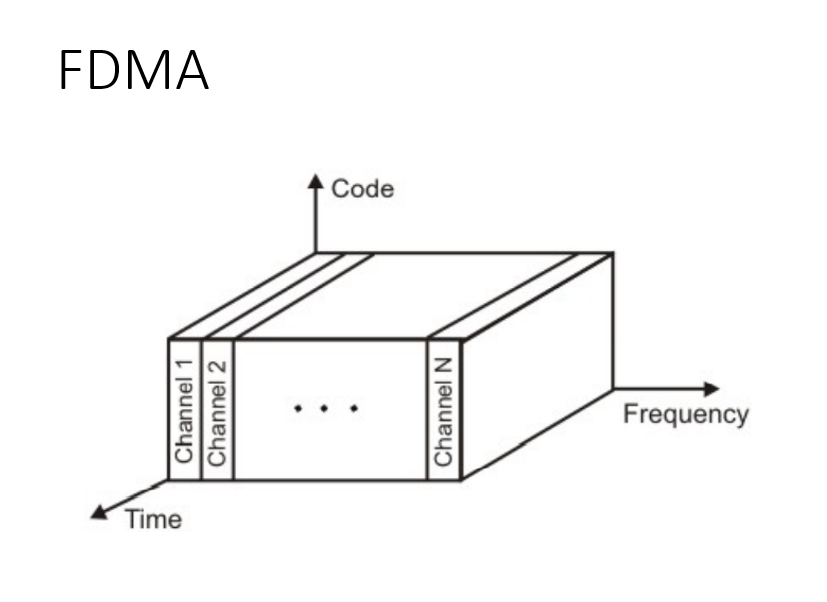 FDMA
Code
Channel 1
Channel 2
. . .
Channel N
Frequency
Time